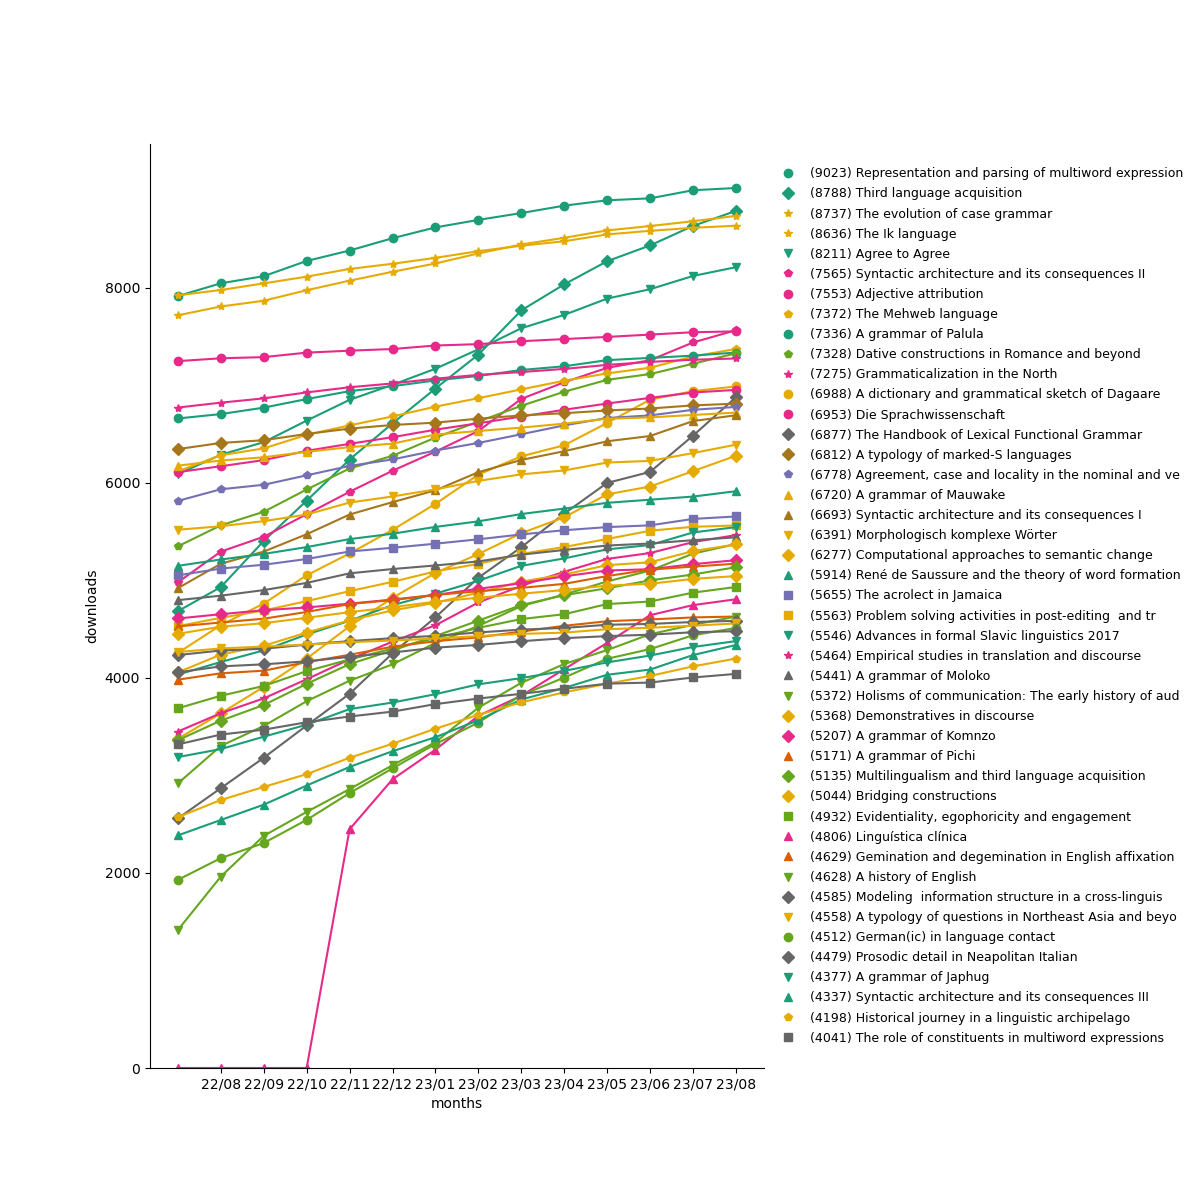 8000
6000
4000
2000
0
downloads
22/08 22/09 22/10 22/11 22/12 23/01 23/02 23/03 23/04 23/05 23/06 23/07 23/08
months
(9023) Representation and parsing of multiword expression
(8788) Third language acquisition
(8737) The evolution of case grammar
(8636) The Ik language
(8211) Agree to Agree
(7565) Syntactic architecture and its consequences II
(7553) Adjective attribution
(7372) The Mehweb language
(7336) A grammar of Palula
(7328) Dative constructions in Romance and beyond
(7275) Grammaticalization in the North
(6988) A dictionary and grammatical sketch of Dagaare
(6953) Die Sprachwissenschaft
(6877) The Handbook of Lexical Functional Grammar
(6812) A typology of marked-S languages
(6778) Agreement, case and locality in the nominal and ve
(6720) A grammar of Mauwake
(6693) Syntactic architecture and its consequences I
(6391) Morphologisch komplexe Wörter
(6277) Computational approaches to semantic change
(5914) René de Saussure and the theory of word formation
(5655) The acrolect in Jamaica
(5563) Problem solving activities in post-editing  and tr
(5546) Advances in formal Slavic linguistics 2017
(5464) Empirical studies in translation and discourse
(5441) A grammar of Moloko
(5372) Holisms of communication: The early history of aud
(5368) Demonstratives in discourse
(5207) A grammar of Komnzo
(5171) A grammar of Pichi
(5135) Multilingualism and third language acquisition
(5044) Bridging constructions
(4932) Evidentiality, egophoricity and engagement
(4806) Linguística clínica
(4629) Gemination and degemination in English affixation
(4628) A history of English
(4585) Modeling  information structure in a cross-linguis
(4558) A typology of questions in Northeast Asia and beyo
(4512) German(ic) in language contact
(4479) Prosodic detail in Neapolitan Italian
(4377) A grammar of Japhug
(4337) Syntactic architecture and its consequences III
(4198) Historical journey in a linguistic archipelago
(4041) The role of constituents in multiword expressions